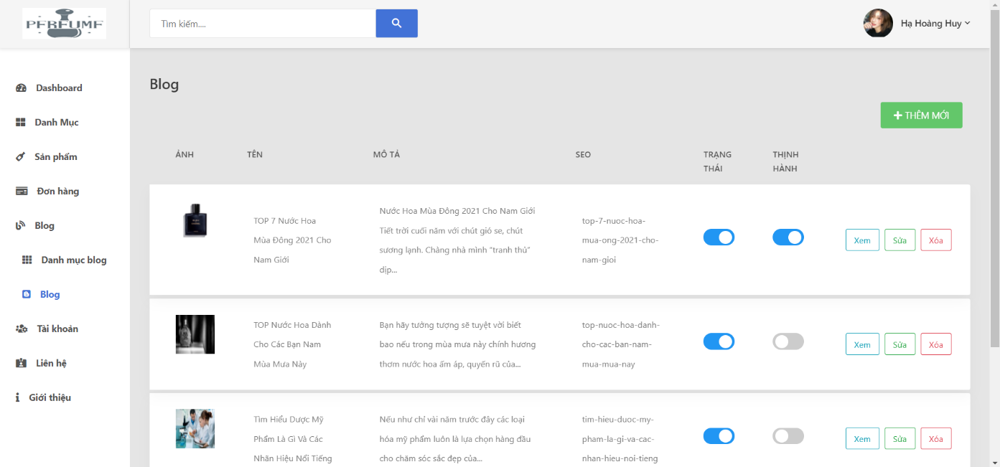 PFREUMF
Tìm kiếm....
Hạ Hoàng Huy
Dashboard
Danh Mục
Sản phẩm
Đơn hàng
Blog
Danh mục blog
Blog
Tài khoản
Liên hệ
Giới thiệu
Blog
THÊM MỚI
ẢNH
TÊN
MÔ TẢ
SEO
TRẠNG
THÁI
THỊNH
HÀNH
TOP 7 Nước Hoa
Mùa Đông 2021 Cho
Nam Giới
Nước Hoa Mùa Đông 2021 Cho Nam Giới
Tiết trời cuối năm với chút gió se, chút
sương lạnh. Chàng nhà mình “tranh thủ”
dịp...
top-7-nuoc-hoa-
mua-ong-2021-cho-
nam-gioi
Xem
Sửa
Xóa
TOP Nước Hoa Dành
Cho Các Bạn Nam
Mùa Mưa Này
Bạn hãy tưởng tượng sẽ tuyệt vời biết
bao nếu trong mùa mưa này chính hương
thơm nước hoa ấm áp, quyến rũ của...
top-nuoc-hoa-danh-
cho-cac-ban-nam-
mua-mua-nay
Xem
Sửa
Xóa
Tìm Hiểu Dược Mỹ
Phẩm Là Gì Và Các
Nhãn Hiệu Nổi Tiếng
Nếu như chỉ vài năm trước đây các loại
hóa mỹ phẩm luôn là lựa chọn hàng đầu
cho chăm sóc sắc đẹp của...
tim-hieu-duoc-my-
pham-la-gi-va-cac-
nhan-hieu-noi-tieng
Xem
Sửa
Xóa